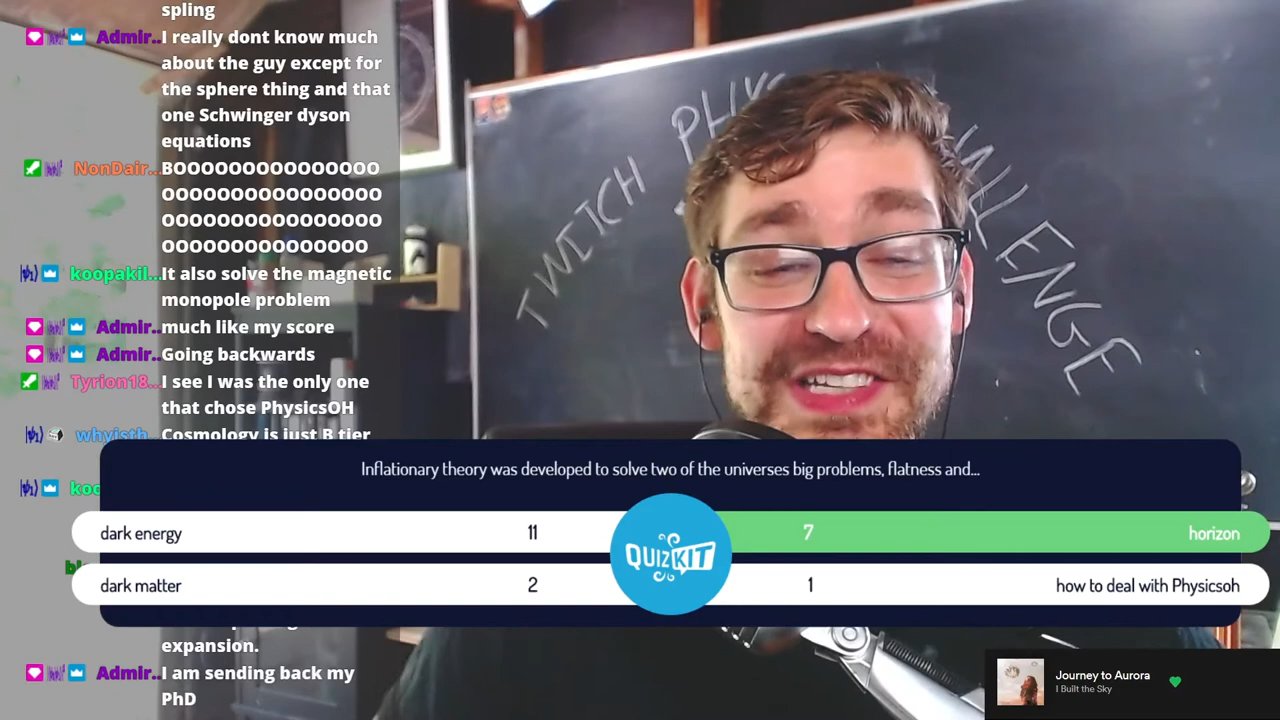 spling
Admir.. I really dont know much
about the guy except for
the sphere thing and that
one Schwinger dyson
equations
NonDair... BOOOOOOOOOOOOOOO
OOOOOOOOOOOOOOOO
OOOOOOOOOOOOOOOO
OOOOOOOOOOOOOOO
koopakil... It also solve the magnetic
monopole problem
Admir.. much like my score
Admir.. Going backwards
Tyrion18... I see I was the only one
that chose PhysicsOH
whyisth... Cosmology is just B tier
koo
bl
expansion.
Admir.. I am sending back my
PhD
TWICH
Inflationary theory was developed to solve two of the universes big problems, flatness and...
dark energy 11
7 horizon
dark matter 2
1 how to deal with Physicsoh
QUIZKIT
Journey to Aurora
I Built the Sky